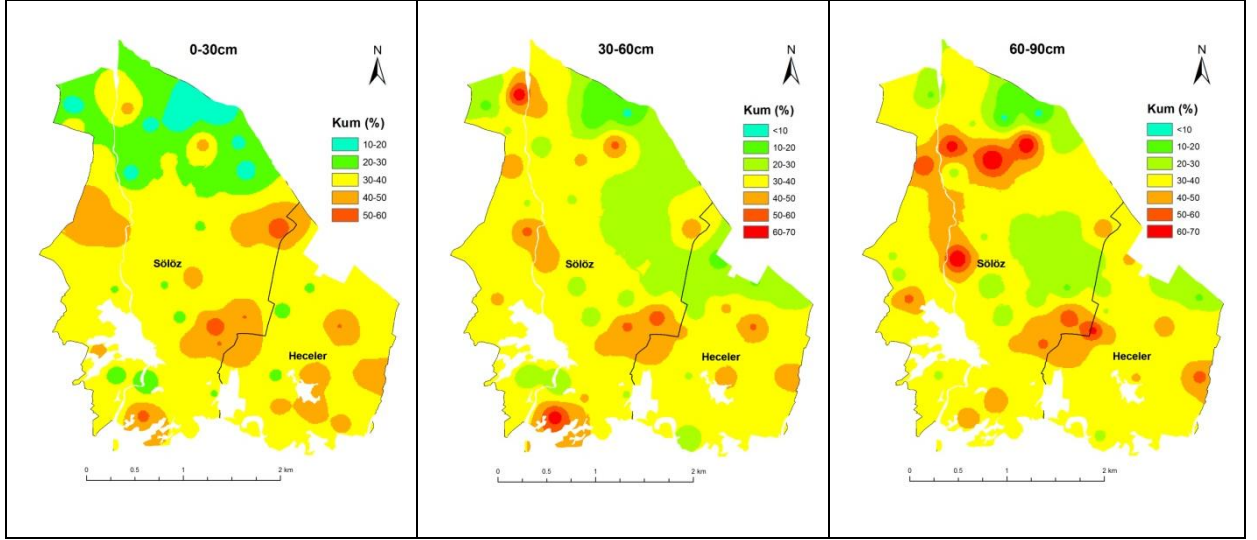 0-30cm
N
Kum (%)
10-20
20-30
30-40
40-50
50-60
Sölöz
Heceler
0 0.5 1 2 km
30-60cm
N
Kum (%)
<10
10-20
20-30
30-40
40-50
50-60
60-70
Sölöz
Heceler
0 0.5 1 2 km
60-90cm
N
Kum (%)
<10
10-20
20-30
30-40
40-50
50-60
60-70
Sölöz
Heceler
0 0.5 1 2 km